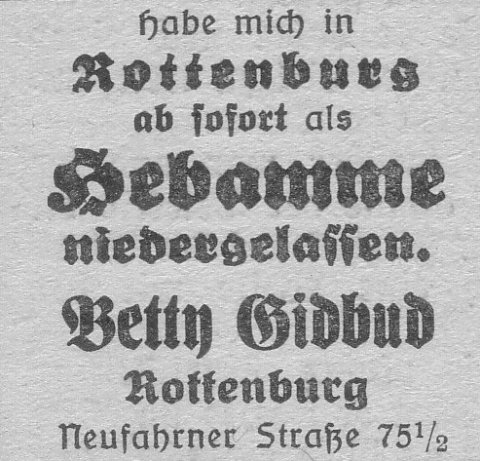 Habe mich in
Rottenburg
ab sofort als
Hebamme
niedergelassen.
Betty Gidbud
Rottenburg
Neufahrner Straße 75½